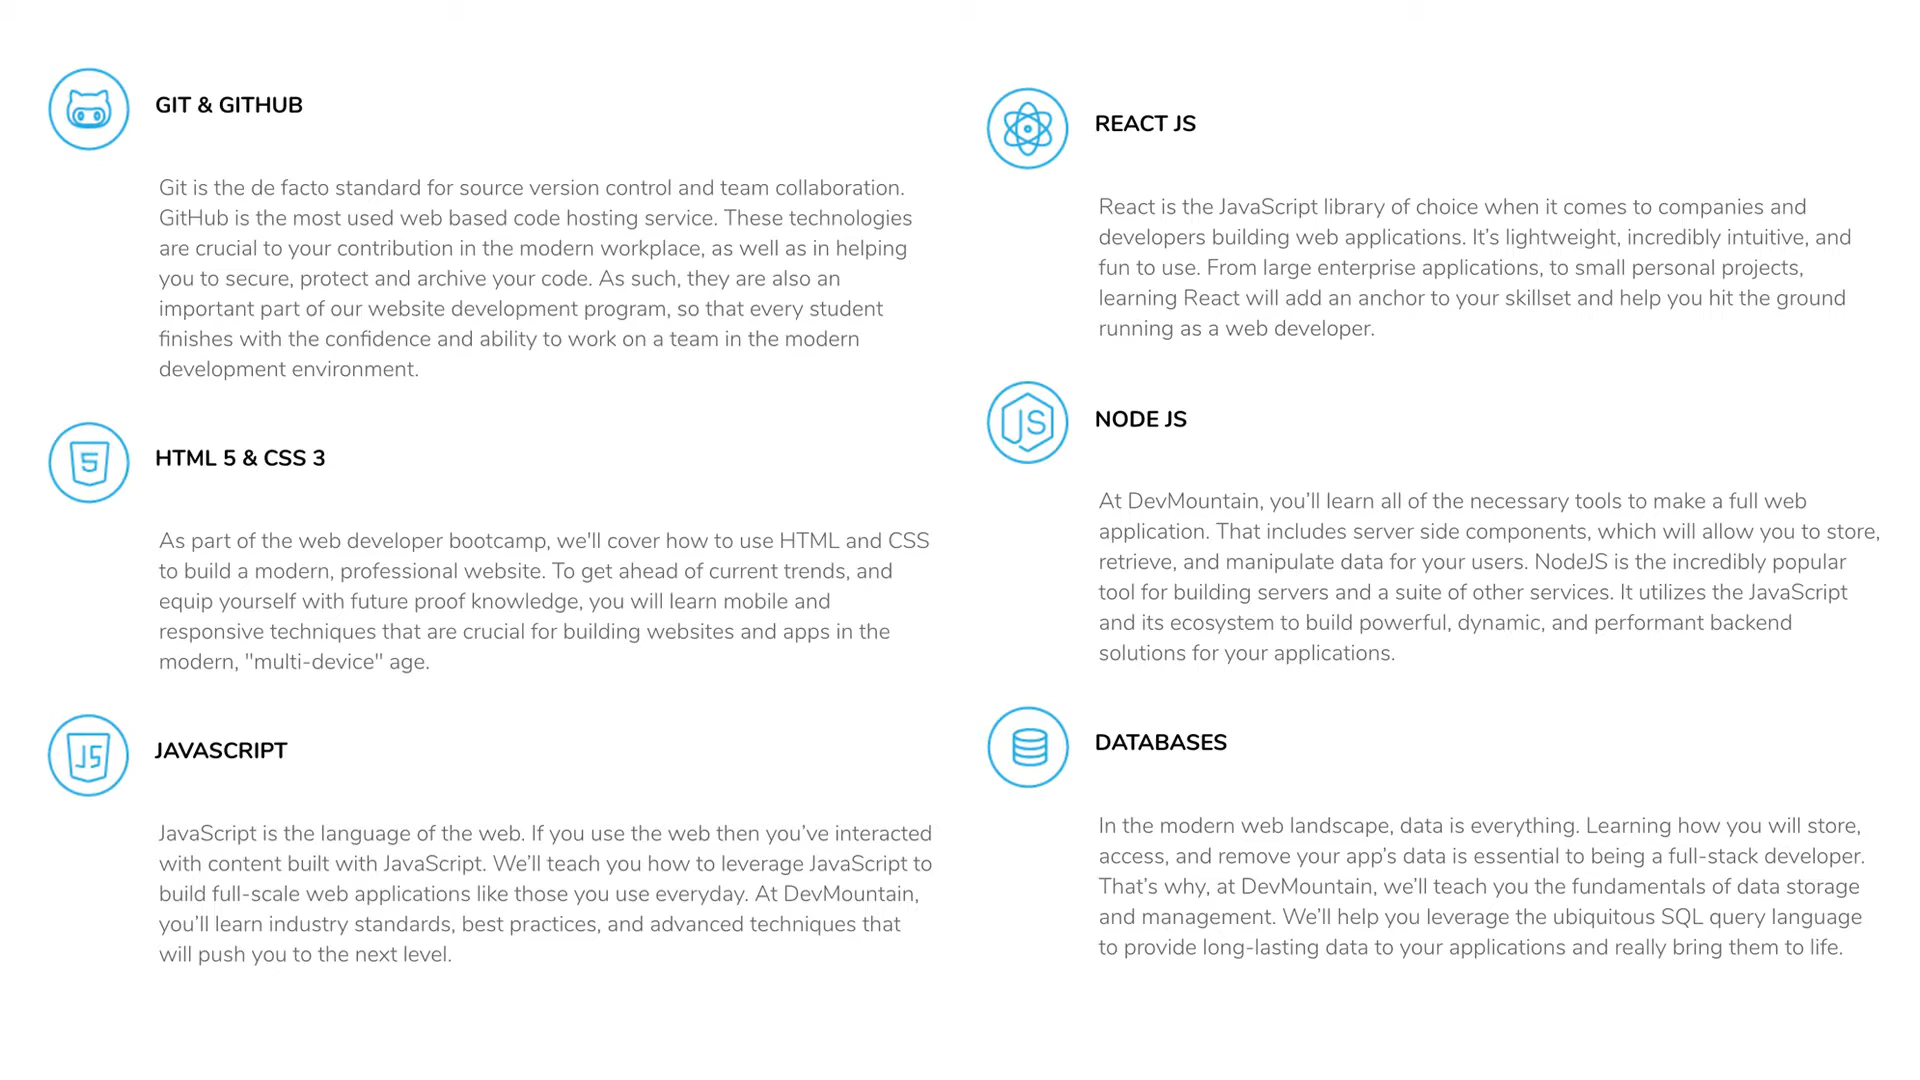 GIT & GITHUB
Git is the de facto standard for source version control and team collaboration.
GitHub is the most used web based code hosting service. These technologies
are crucial to your contribution in the modern workplace, as well as in helping
you to secure, protect and archive your code. As such, they are also an
important part of our website development program, so that every student
finishes with the confidence and ability to work on a team in the modern
development environment.
5
HTML 5 & CSS 3
As part of the web developer bootcamp, we'll cover how to use HTML and CSS
to build a modern, professional website. To get ahead of current trends, and
equip yourself with future proof knowledge, you will learn mobile and
responsive techniques that are crucial for building websites and apps in the
modern, "multi-device" age.
JS
JAVASCRIPT
JavaScript is the language of the web. If you use the web then you’ve interacted
with content built with JavaScript. We’ll teach you how to leverage JavaScript to
build full-scale web applications like those you use everyday. At DevMountain,
you’ll learn industry standards, best practices, and advanced techniques that
will push you to the next level.
REACT JS
React is the JavaScript library of choice when it comes to companies and
developers building web applications. It’s lightweight, incredibly intuitive, and
fun to use. From large enterprise applications, to small personal projects,
learning React will add an anchor to your skillset and help you hit the ground
running as a web developer.
JS
NODE JS
At DevMountain, you’ll learn all of the necessary tools to make a full web
application. That includes server side components, which will allow you to store,
retrieve, and manipulate data for your users. NodeJS is the incredibly popular
tool for building servers and a suite of other services. It utilizes the JavaScript
and its ecosystem to build powerful, dynamic, and performant backend
solutions for your applications.
DATABASES
In the modern web landscape, data is everything. Learning how you will store,
access, and remove your app’s data is essential to being a full-stack developer.
That’s why, at DevMountain, we’ll teach you the fundamentals of data storage
and management. We’ll help you leverage the ubiquitous SQL query language
to provide long-lasting data to your applications and really bring them to life.